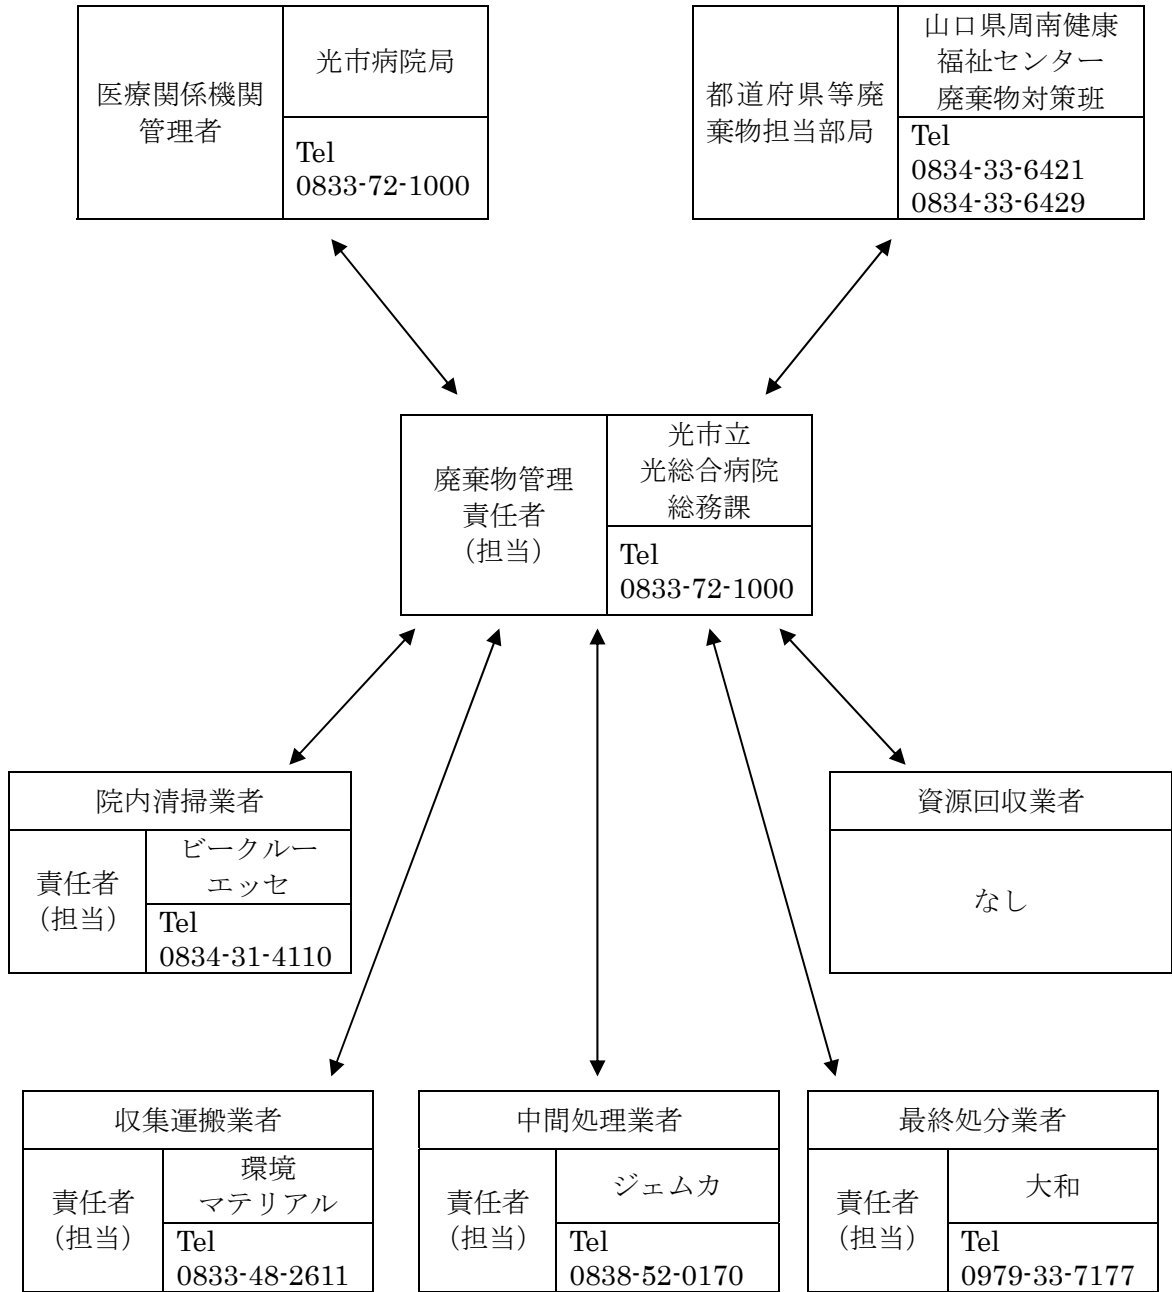 医療関係機関
管理者
光市病院局
Tel
0833-72-1000
都道府県等廃
棄物担当部局
山口県周南健康
福祉センター
廃棄物対策班
Tel
0834-33-6421
0834-33-6429
廃棄物管理
責任者
（担当）
光市立
光総合病院
総務課
Tel
0833-72-1000
院内清掃業者
責任者
（担当）
ビークルー
エッセ
Tel
0834-31-4110
資源回収業者
なし
収集運搬業者
責任者
（担当）
環境
マテリアル
Tel
0833-48-2611
中間処理業者
責任者
（担当）
ジェムカ
Tel
0838-52-0170
最終処分業者
責任者
（担当）
大和
Tel
0979-33-7177